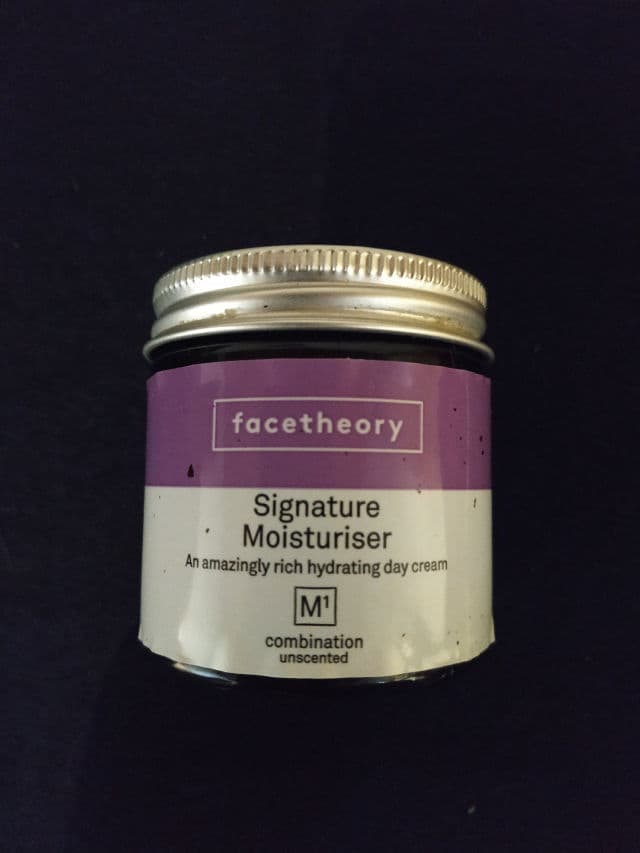 facetheory
Signature
Moisturiser
An amazingly rich hydrating day cream
M¹
combination
unscented